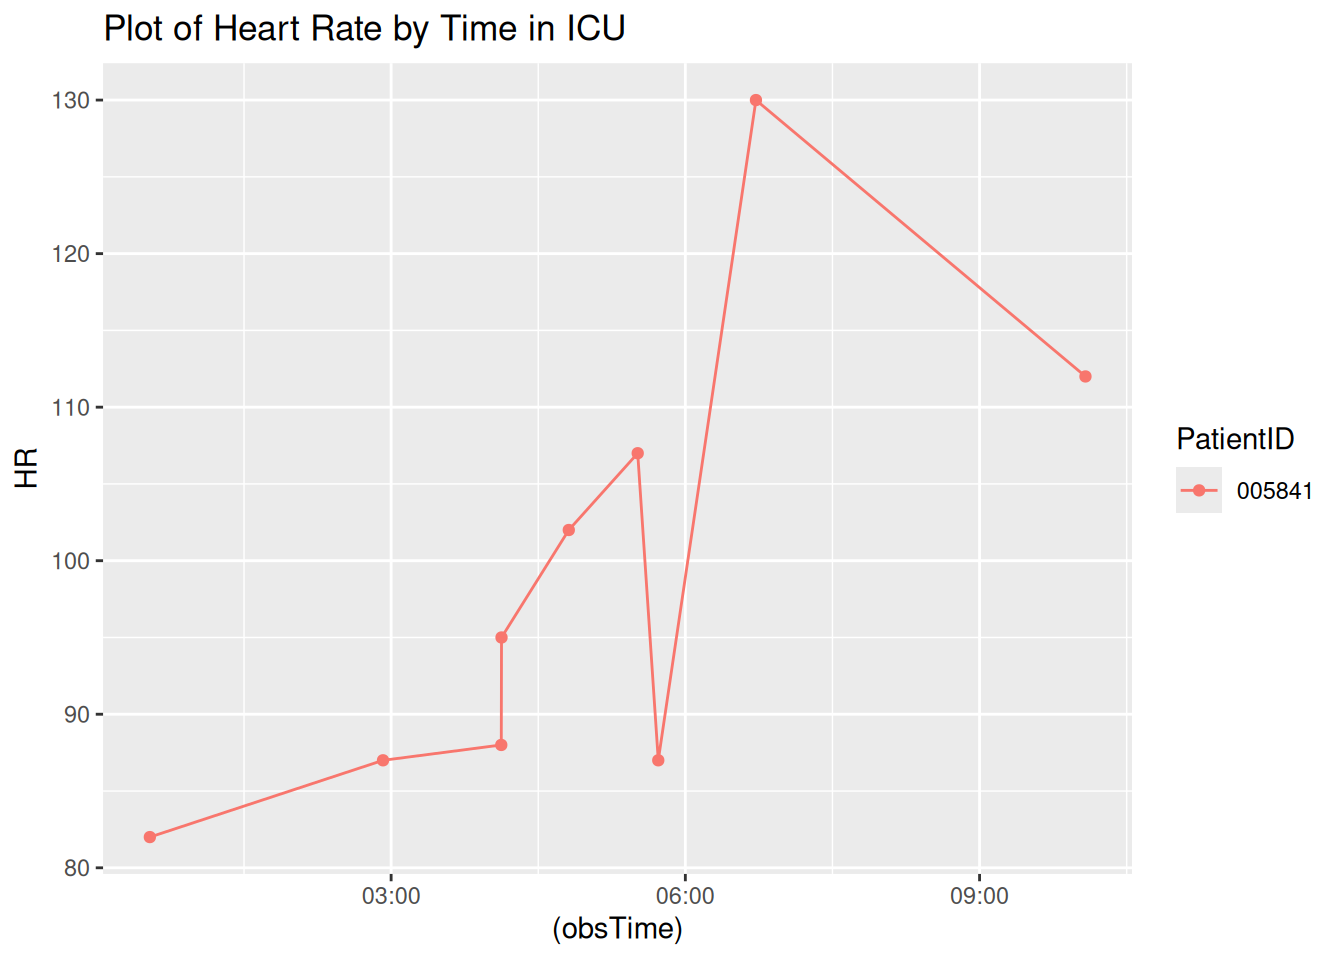 Plot of Heart Rate by Time in ICU
130
120
110
100
90
80
HR
03:00
06:00
09:00
(obsTime)
PatientID
005841